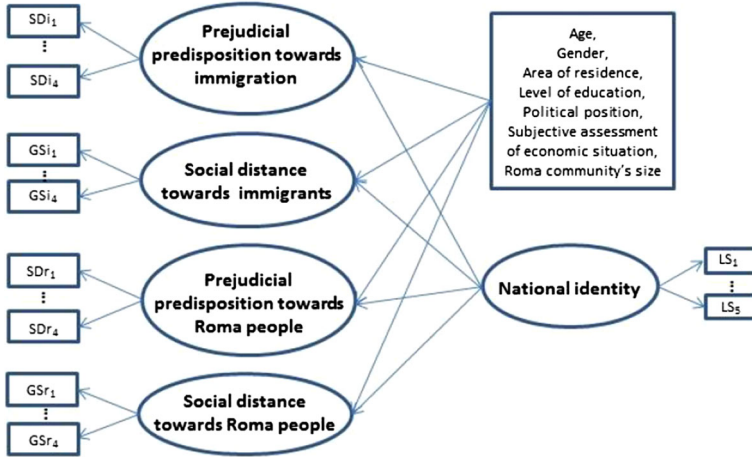 SDi1
⋮
SDi4
Prejudicial
predisposition towards
immigration
GSi1
⋮
GSi4
Social distance
towards immigrants
SDr1
⋮
SDr4
Prejudicial
predisposition towards
Roma people
GSr1
⋮
GSr4
Social distance
towards Roma people
Age,
Gender,
Area of residence,
Level of education,
Political position,
Subjective assessment
of economic situation,
Roma community's size
National identity
LS1
⋮
LS5